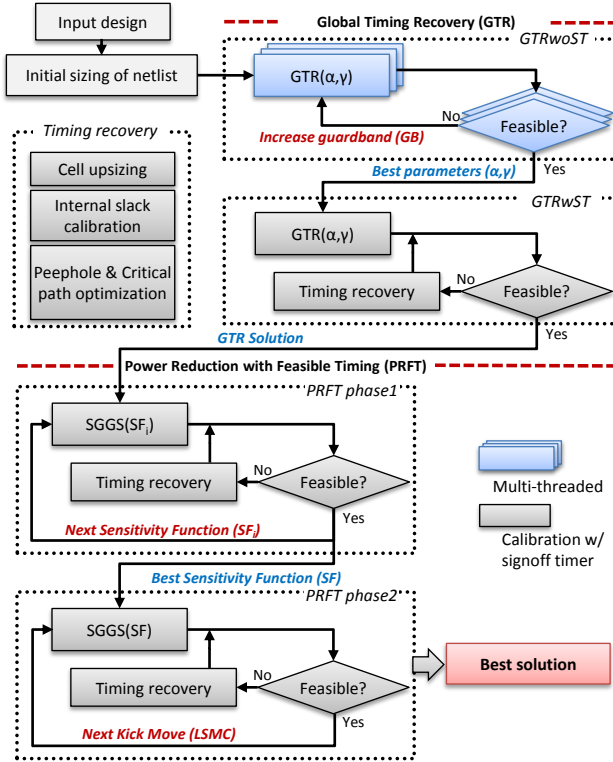 Input design
Initial sizing of netlist
Global Timing Recovery (GTR)
GTRwoST
GTR(α,γ)
No
Feasible?
Increase guardband (GB)
Yes
Best parameters (α,γ)
Timing recovery
Cell upsizing
Internal slack
calibration
Peephole & Critical
path optimization
GTRwST
GTR(α,γ)
No
Timing recovery
Feasible?
Yes
GTR Solution
Power Reduction with Feasible Timing (PRFT)
PRFT phase1
SGGS(SFi)
No
Timing recovery
Feasible?
Yes
Next Sensitivity Function (SFi)
Multi-threaded
Calibration w/
signoff timer
Best Sensitivity Function (SF)
PRFT phase2
SGGS(SF)
No
Timing recovery
Feasible?
Yes
Next Kick Move (LSMC)
Best solution